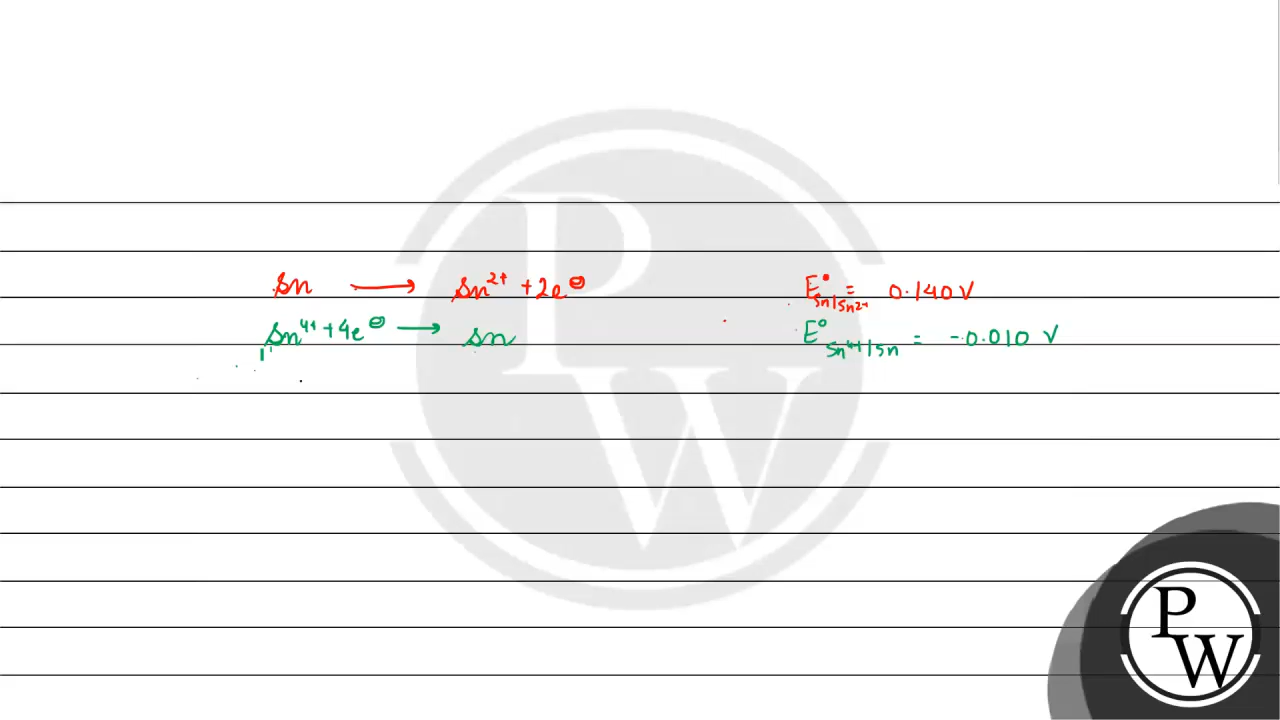 Sn ⟶ Sn²⁺ + 2e⊖ E°Sn|Sn²⁺ = 0.140 V
Sn⁴⁺ + 4e⊖ ⟶ Sn E°Sn⁴⁺|Sn = -0.010 V
P
W
P
W